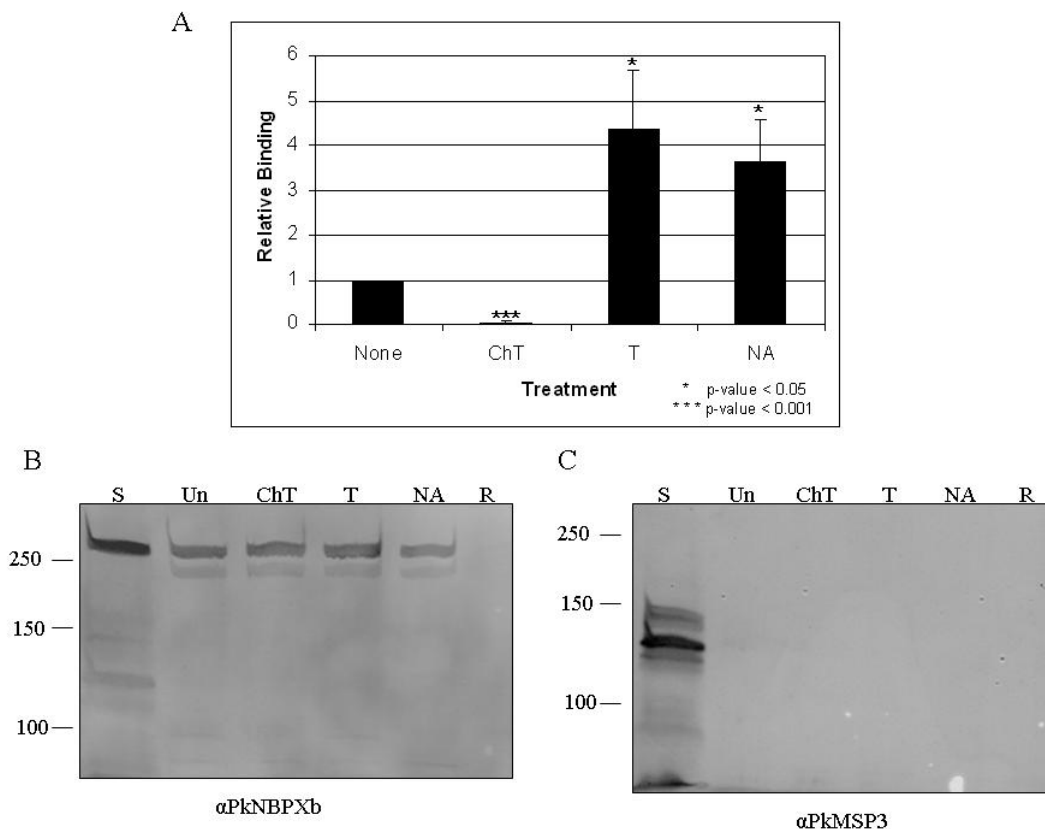 A
6
5
4
3
2
1
0
Relative Binding
*
*
***
None ChT T NA
Treatment
* p-value < 0.05
*** p-value < 0.001
B
S Un ChT T NA R
250
150
100
αPkNBPXb
C
S Un ChT T NA R
250
150
100
αPkMSP3